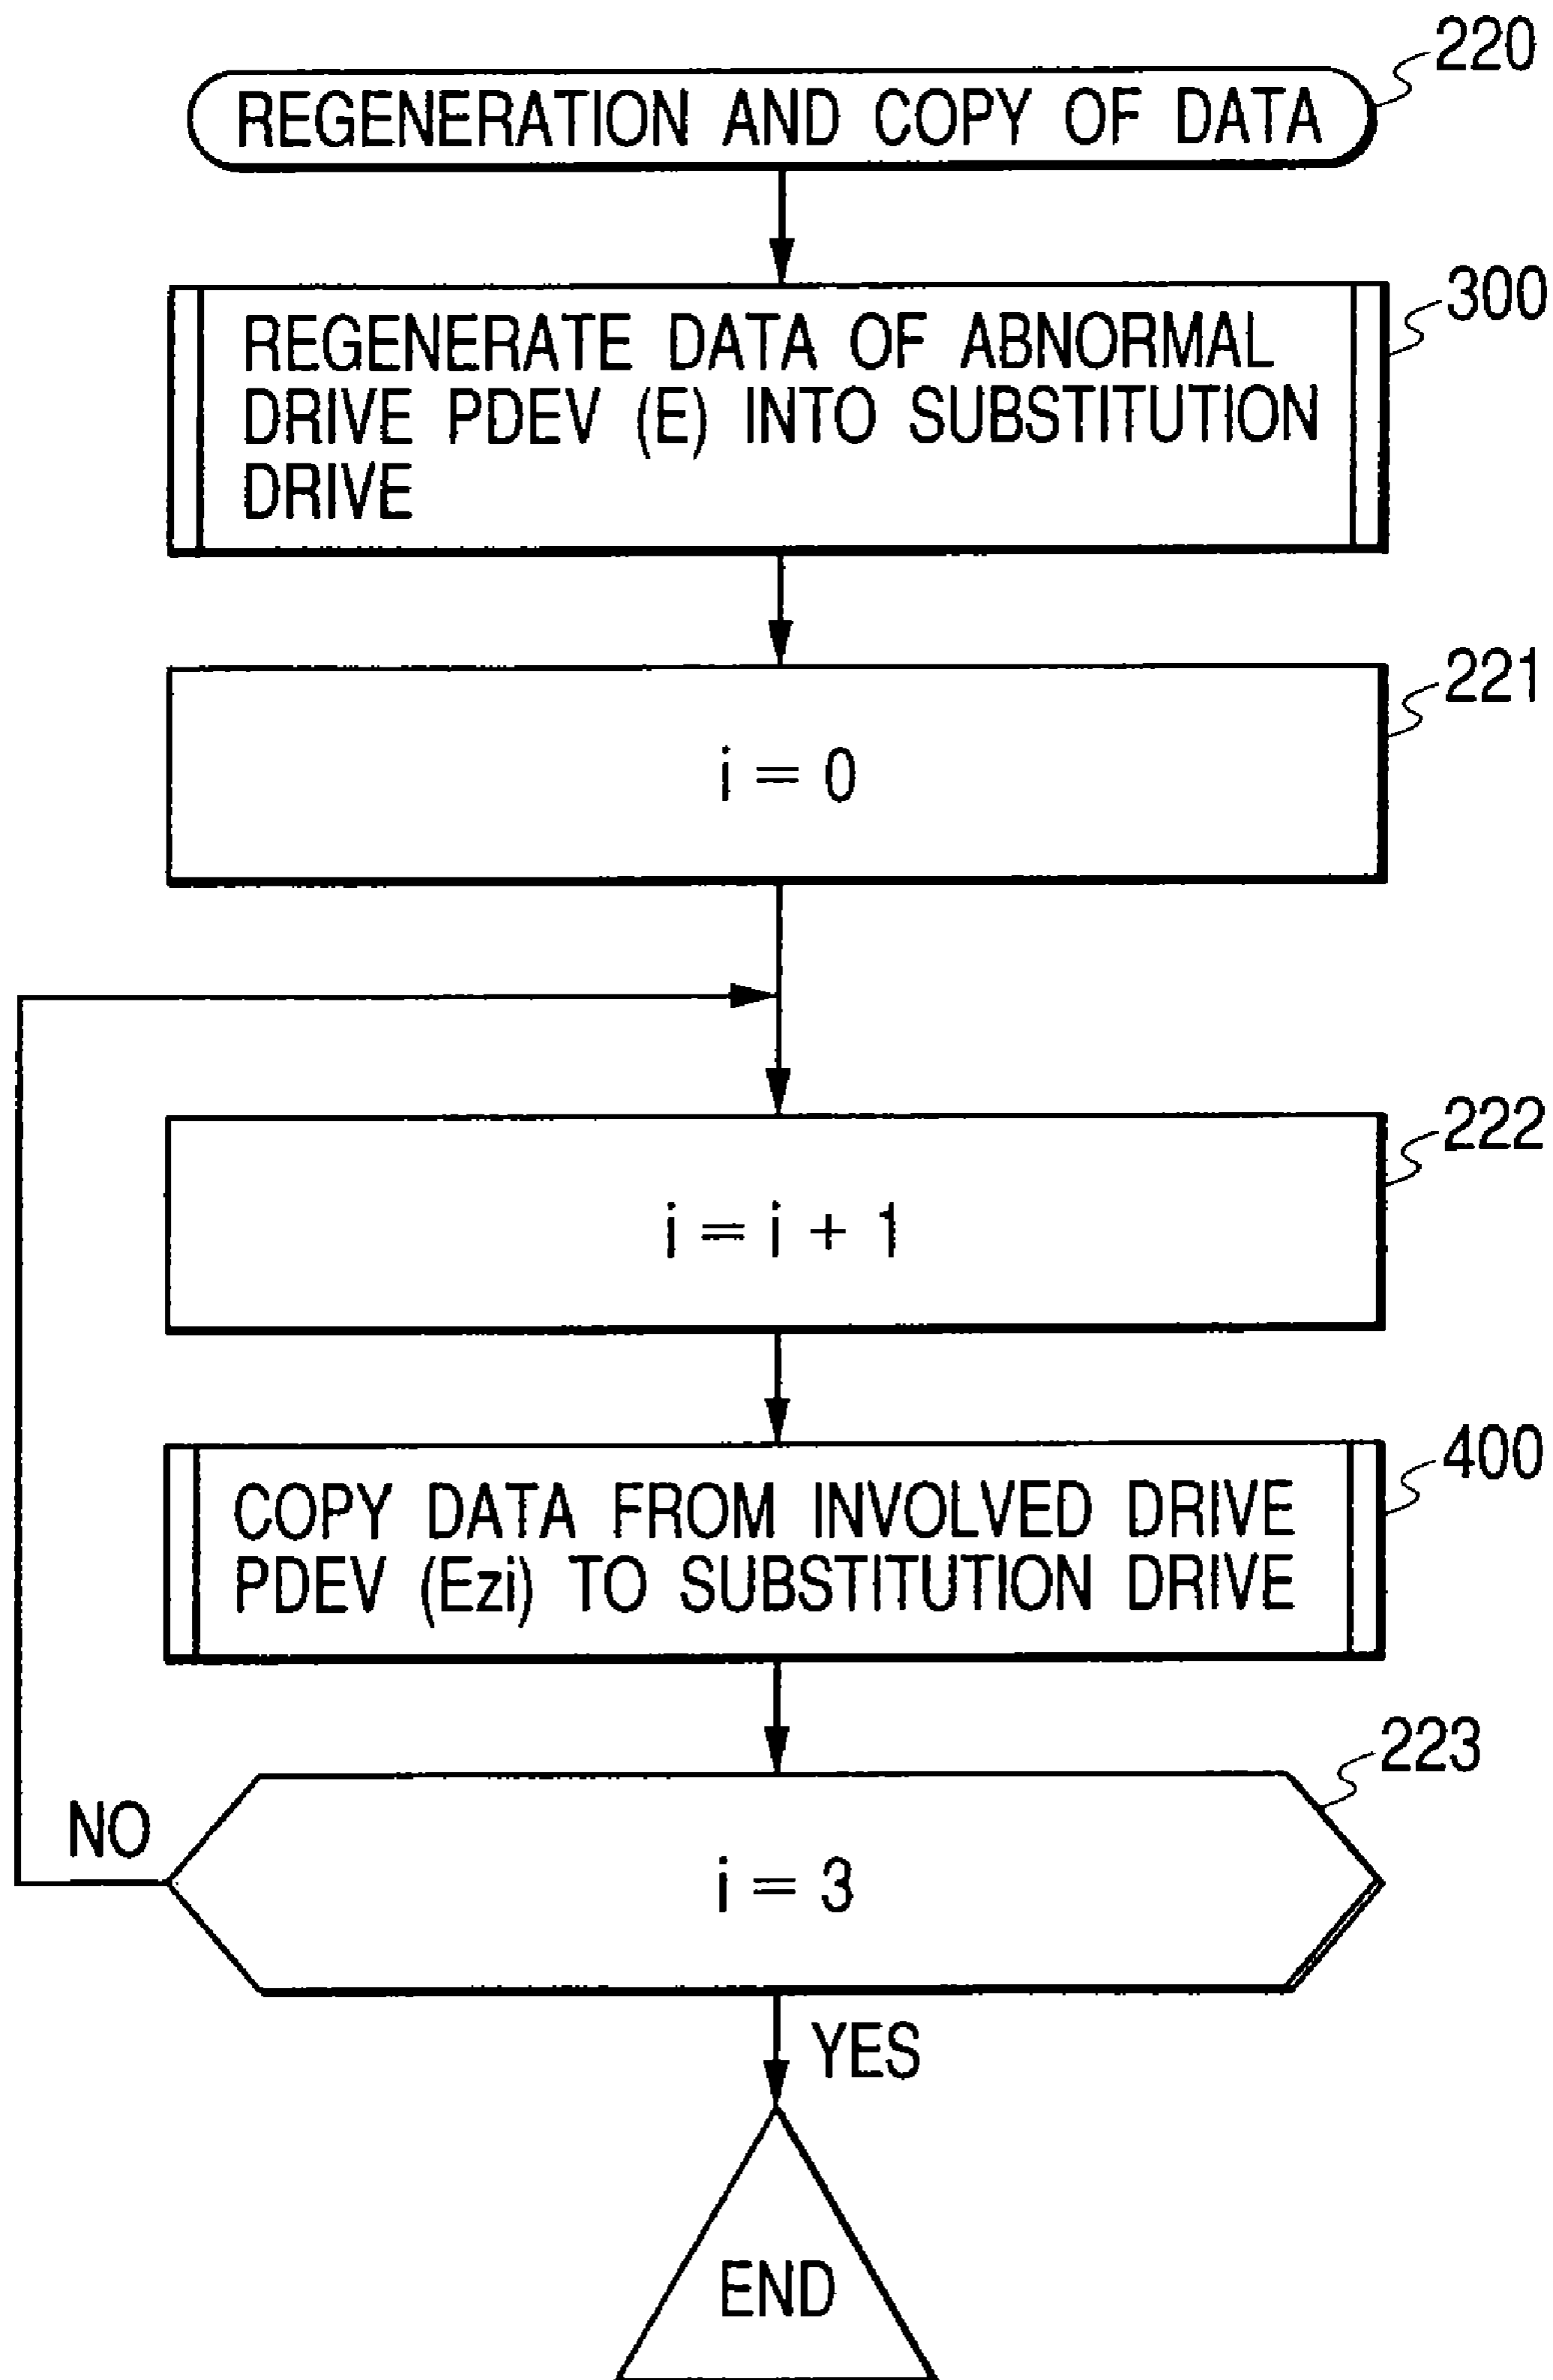 220
REGENERATION AND COPY OF DATA
300
REGENERATE DATA OF ABNORMAL
DRIVE PDEV (E) INTO SUBSTITUTION
DRIVE
221
i = 0
222
i = i + 1
400
COPY DATA FROM INVOLVED DRIVE
PDEV (Ezi) TO SUBSTITUTION DRIVE
223
NO
i = 3
YES
END